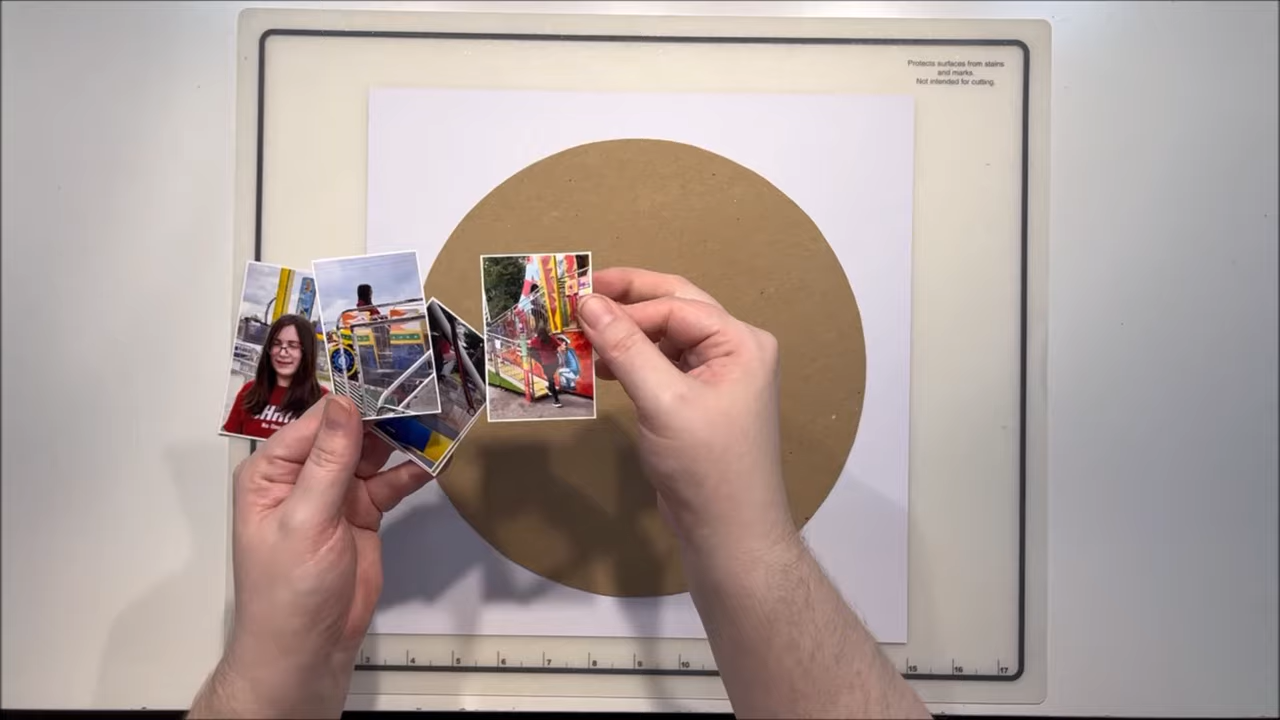 Protects surfaces from stains
and marks.
Not intended for cutting.
3 4 5 6 7 8 9 10 15 16 17